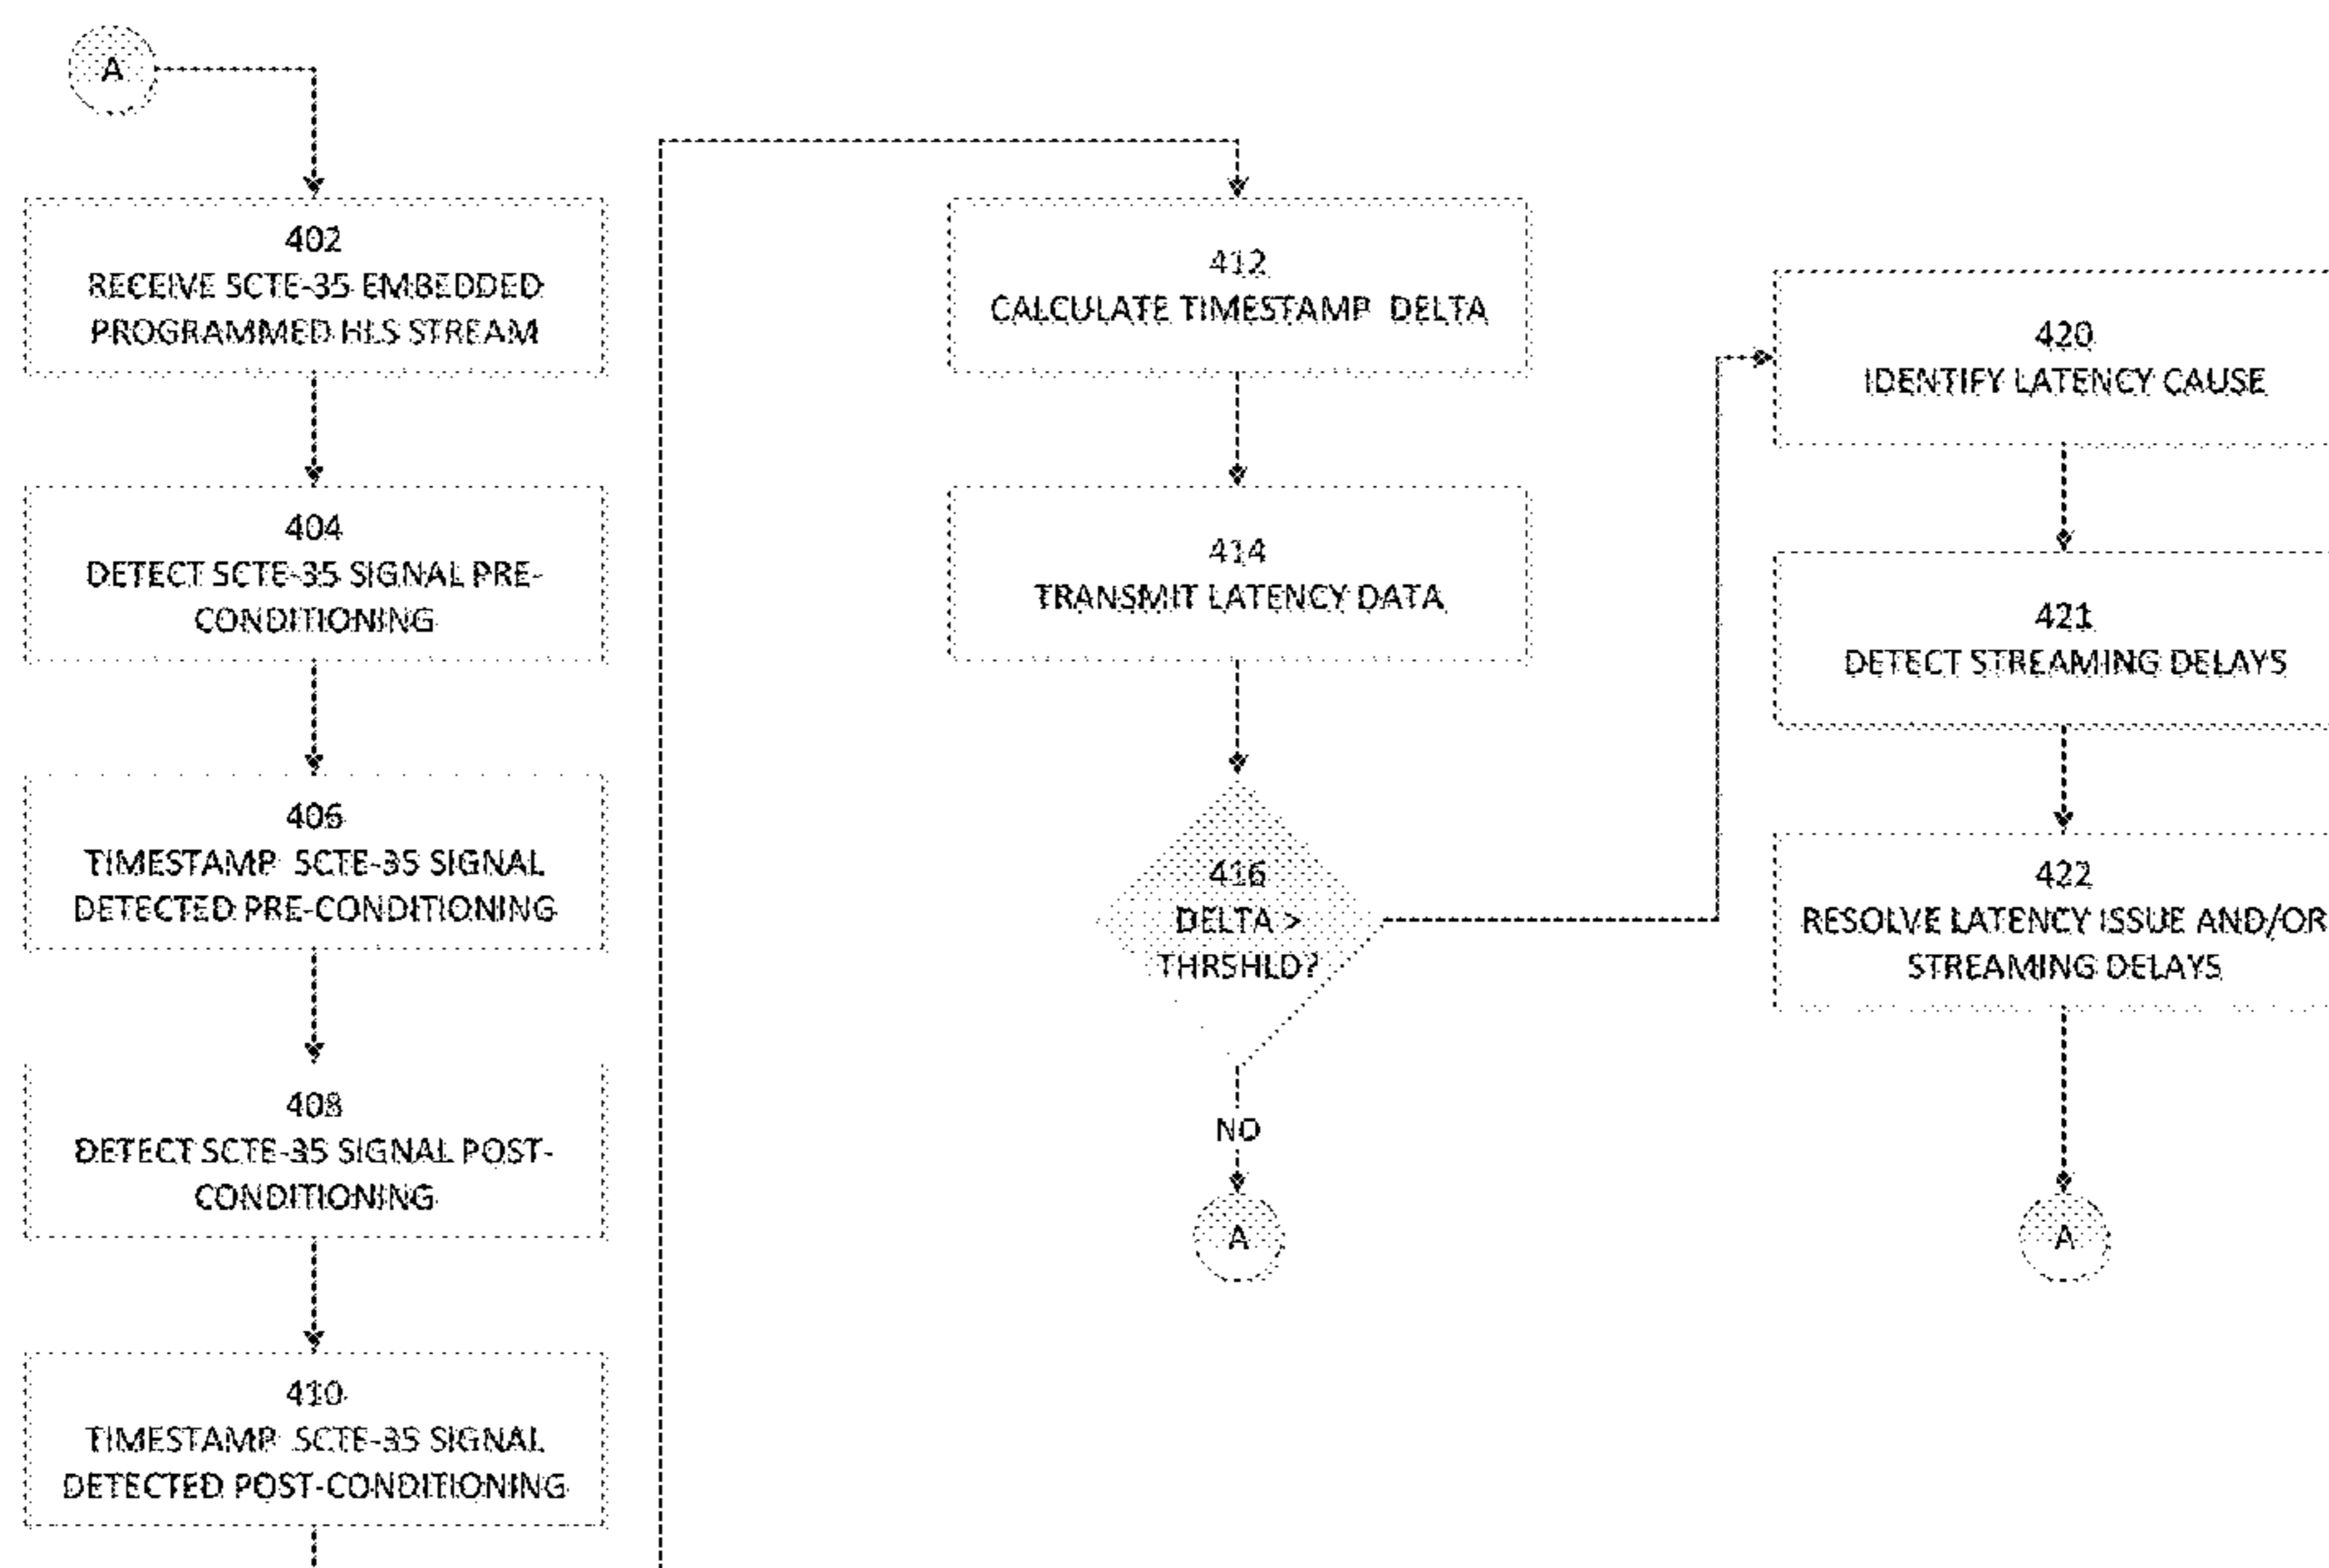 A
402
RECEIVE SCTE-35 EMBEDDED
PROGRAMMED HLS STREAM
404
DETECT SCTE-35 SIGNAL PRE-
CONDITIONING
406
TIMESTAMP SCTE-35 SIGNAL
DETECTED PRE-CONDITIONING
408
DETECT SCTE-35 SIGNAL POST-
CONDITIONING
410
TIMESTAMP SCTE-35 SIGNAL
DETECTED POST-CONDITIONING
412
CALCULATE TIMESTAMP DELTA
414
TRANSMIT LATENCY DATA
416
DELTA >
THRSHLD?
NO
A
420
IDENTIFY LATENCY CAUSE
421
DETECT STREAMING DELAYS
422
RESOLVE LATENCY ISSUE AND/OR
STREAMING DELAYS
A